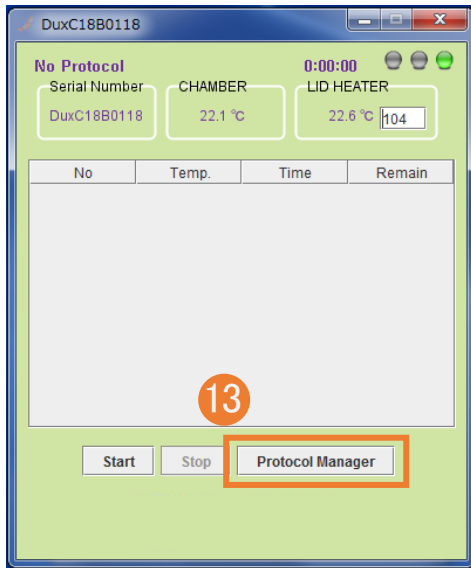 DuxC18B0118
No Protocol 0:00:00
Serial Number CHAMBER LID HEATER
DuxC18B0118 22.1 ℃ 22.6 ℃ 104
No Temp. Time Remain
13
Start Stop Protocol Manager